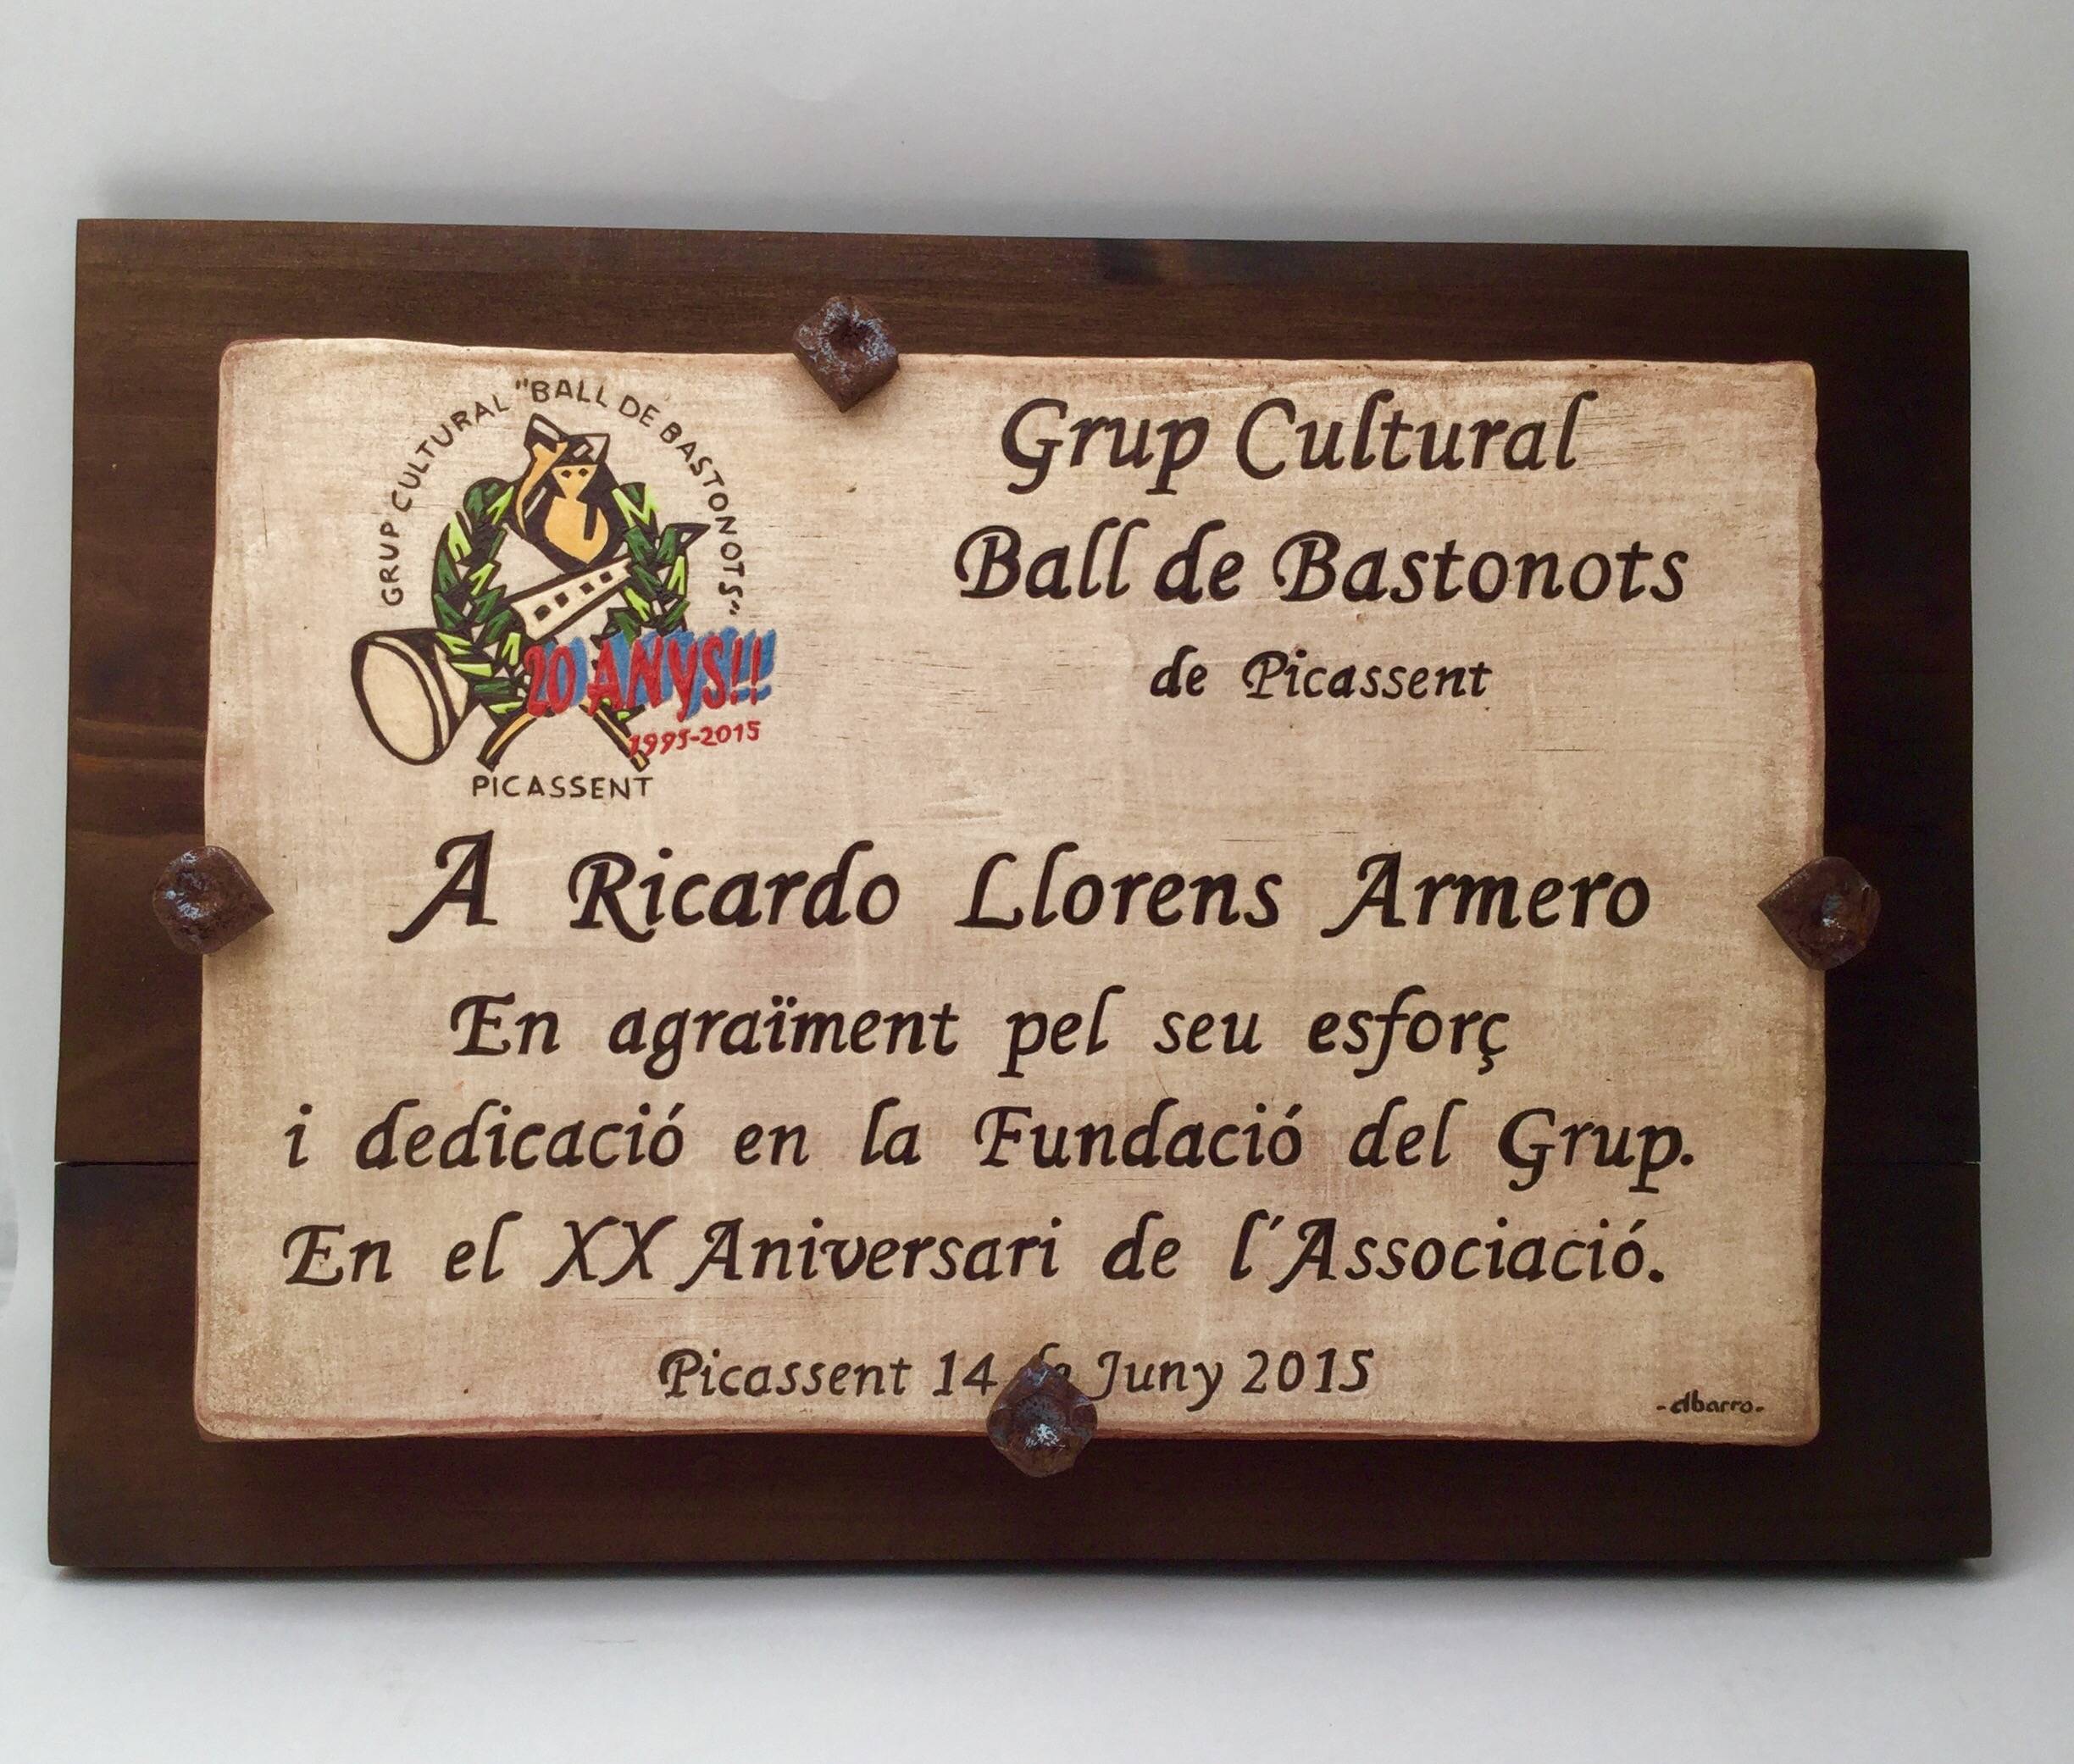 GRUP CULTURAL "BALL DE BASTONOTS"
20 ANYS!!!
1995-2015
PICASSENT
Grup Cultural
Ball de Bastonots
de Picassent
A Ricardo Llorens Armero
En agraïment pel seu esforç
i dedicació en la Fundació del Grup.
En el XX Aniversari de l´Associació.
Picassent 14 de Juny 2015
-elbarro-